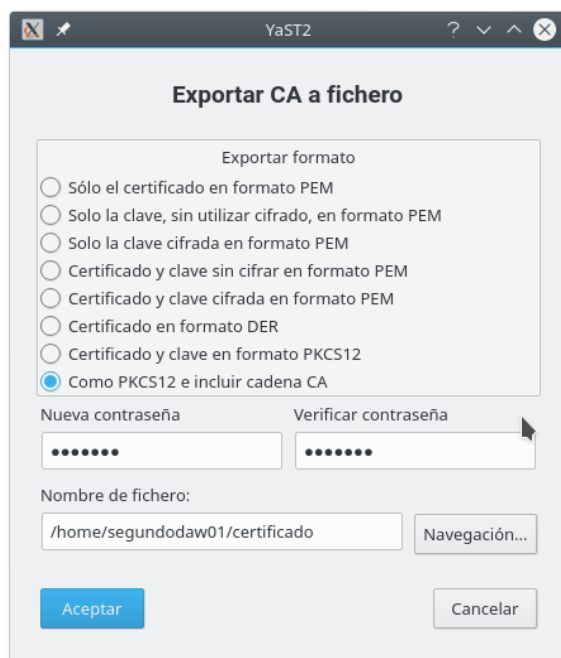 YaST2
Exportar CA a fichero
Exportar formato
Sólo el certificado en formato PEM
Solo la clave, sin utilizar cifrado, en formato PEM
Solo la clave cifrada en formato PEM
Certificado y clave sin cifrar en formato PEM
Certificado y clave cifrada en formato PEM
Certificado en formato DER
Certificado y clave en formato PKCS12
Como PKCS12 e incluir cadena CA
Nueva contraseña Verificar contraseña
••••••• •••••••
Nombre de fichero:
/home/segundodaw01/certificado Navegación...
Aceptar Cancelar